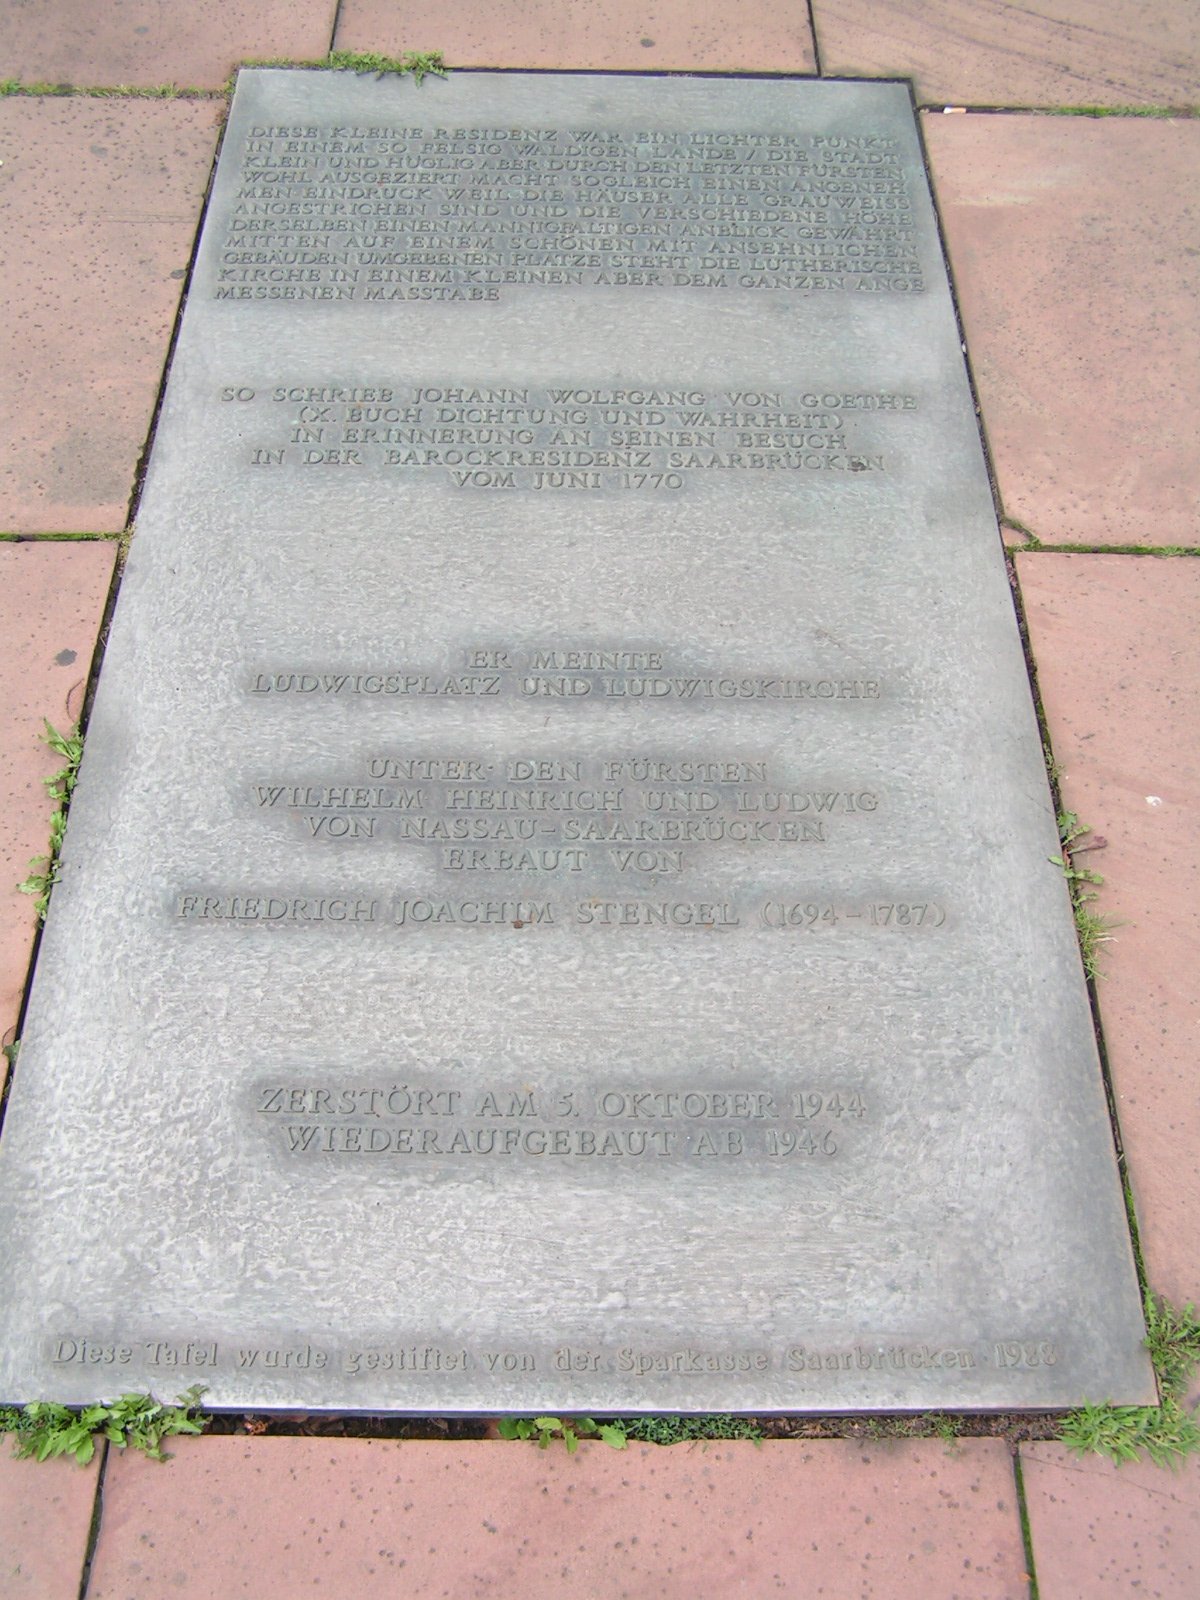 DIESE KLEINE RESIDENZ WAR EIN LICHTER PUNKT
IN EINEM SO FELSIG WALDIGEN LANDE / DIE STADT
KLEIN UND HÜGLIG ABER DURCH DEN LETZTEN FÜRSTEN
WOHL AUSGEZIERT MACHT SOGLEICH EINEN ANGENEH
MEN EINDRUCK WEIL DIE HÄUSER ALLE GRAUWEISS
ANGESTRICHEN SIND UND DIE VERSCHIEDENE HÖHE
DERSELBEN EINEN MANNIGFALTIGEN ANBLICK GEWÄHRT
MITTEN AUF EINEM SCHÖNEN MIT ANSEHNLICHEN
GEBÄUDEN UMGEBENEN PLATZE STEHT DIE LUTHERISCHE
KIRCHE IN EINEM KLEINEN ABER DEM GANZEN ANGE
MESSENEN MASSTABE
SO SCHRIEB JOHANN WOLFGANG VON GOETHE
(X. BUCH DICHTUNG UND WAHRHEIT)
IN ERINNERUNG AN SEINEN BESUCH
IN DER BAROCKRESIDENZ SAARBRÜCKEN
VOM JUNI 1770
ER MEINTE
LUDWIGSPLATZ UND LUDWIGSKIRCHE
UNTER DEN FÜRSTEN
WILHELM HEINRICH UND LUDWIG
VON NASSAU-SAARBRÜCKEN
ERBAUT VON
FRIEDRICH JOACHIM STENGEL (1694-1787)
ZERSTÖRT AM 5. OKTOBER 1944
WIEDERAUFGEBAUT AB 1946
Diese Tafel wurde gestiftet von der Sparkasse Saarbrücken 1988